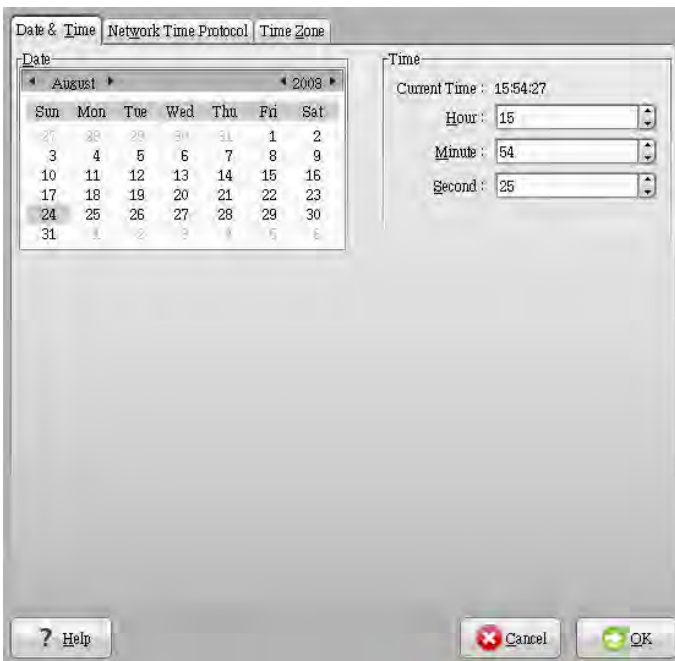 Date & Time Network Time Protocol Time Zone
Date
August 2008
Sun Mon Tue Wed Thu Fri Sat
27 28 29 30 31 1 2
3 4 5 6 7 8 9
10 11 12 13 14 15 16
17 18 19 20 21 22 23
24 25 26 27 28 29 30
31 1 2 3 4 5 6
Time
Current Time : 15:54:27
Hour : 15
Minute : 54
Second : 25
? Help Cancel OK